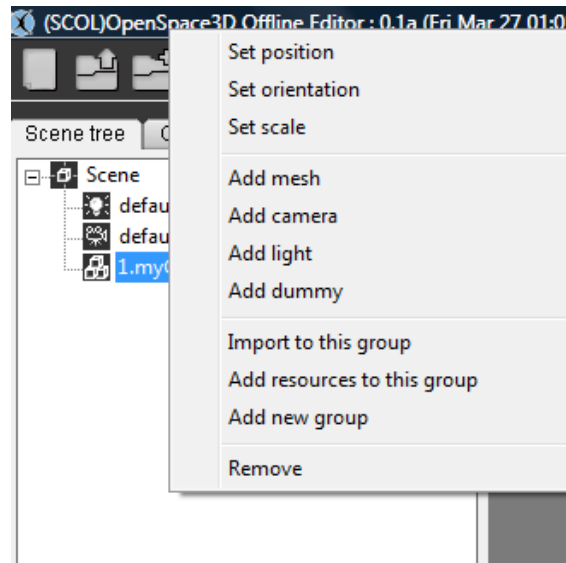 (SCOL)OpenSpace3D Offline Editor : 0.1a (Fri Mar 27 01:0
Scene tree
Scene
defau
defau
1.my
Set position
Set orientation
Set scale
Add mesh
Add camera
Add light
Add dummy
Import to this group
Add resources to this group
Add new group
Remove